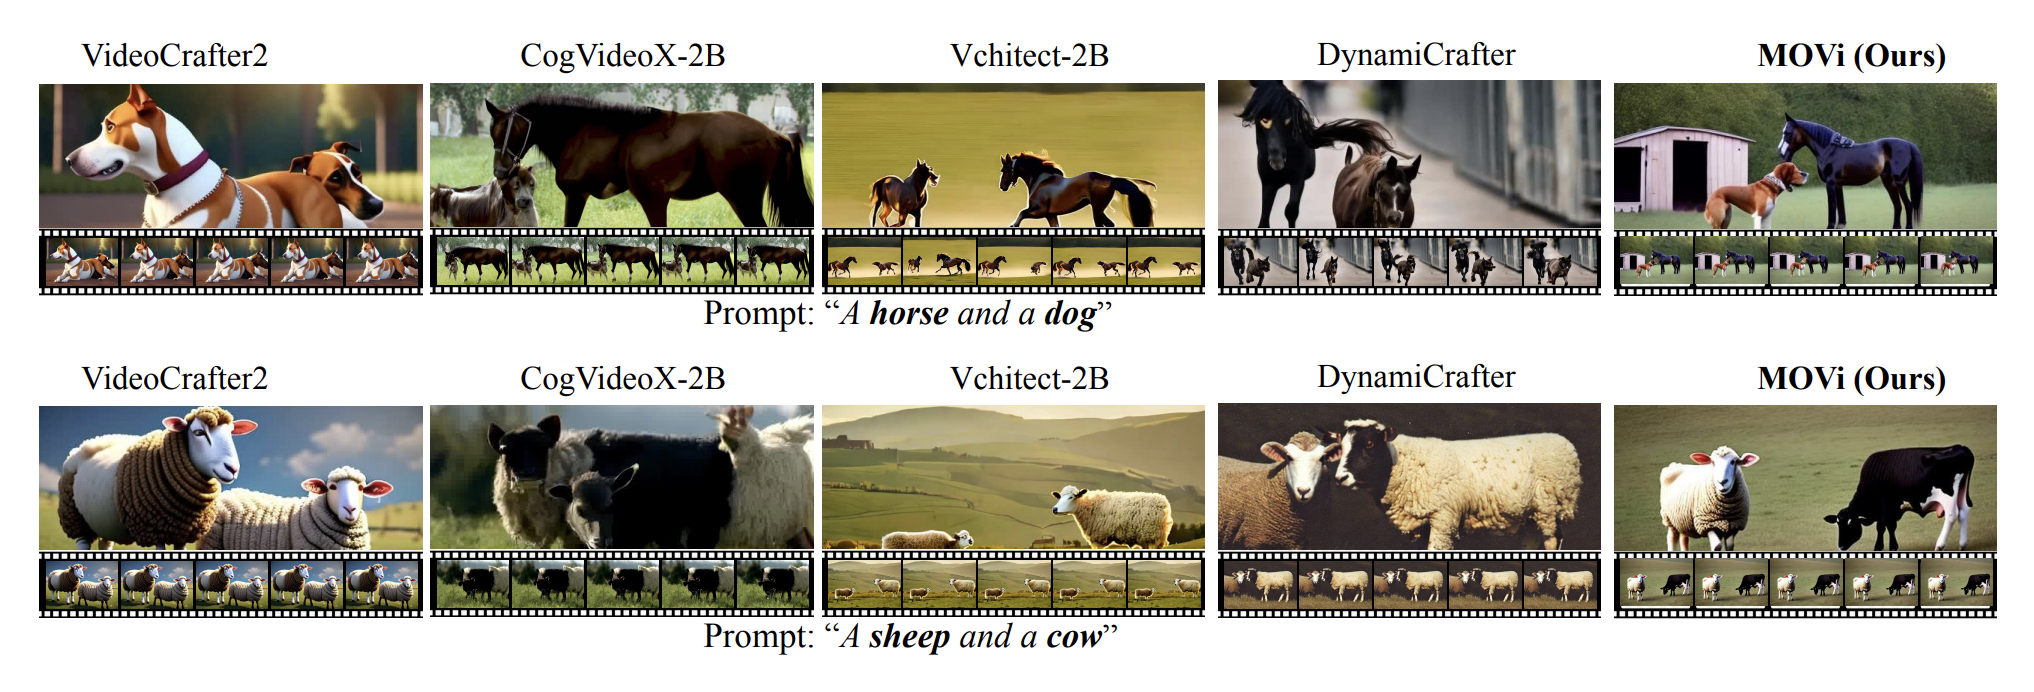 VideoCrafter2 CogVideoX-2B Vchitect-2B DynamiCrafter MOVi (Ours)
Prompt: “A horse and a dog”
VideoCrafter2 CogVideoX-2B Vchitect-2B DynamiCrafter MOVi (Ours)
Prompt: “A sheep and a cow”